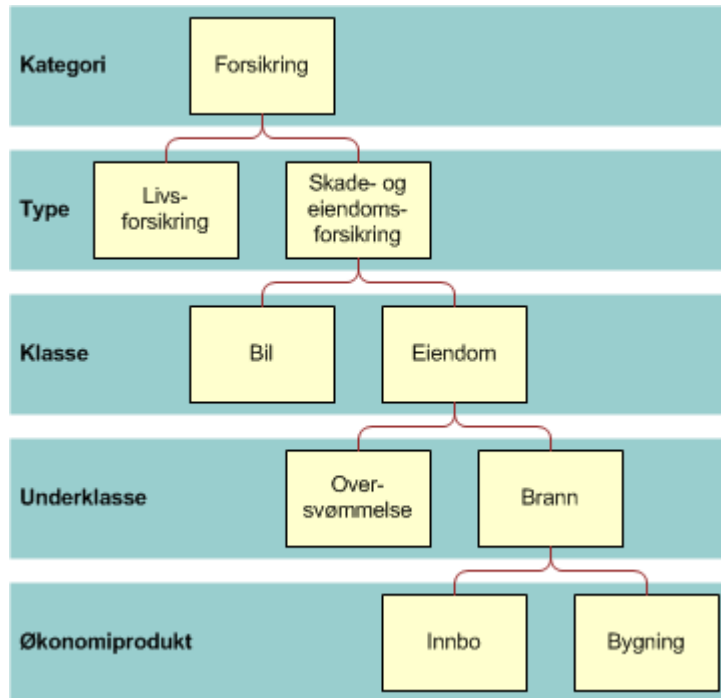 Kategori
Forsikring
Type
Livs-
forsikring
Skade- og
eiendoms-
forsikring
Klasse
Bil
Eiendom
Underklasse
Over-
svømmelse
Brann
Økonomiprodukt
Innbo
Bygning